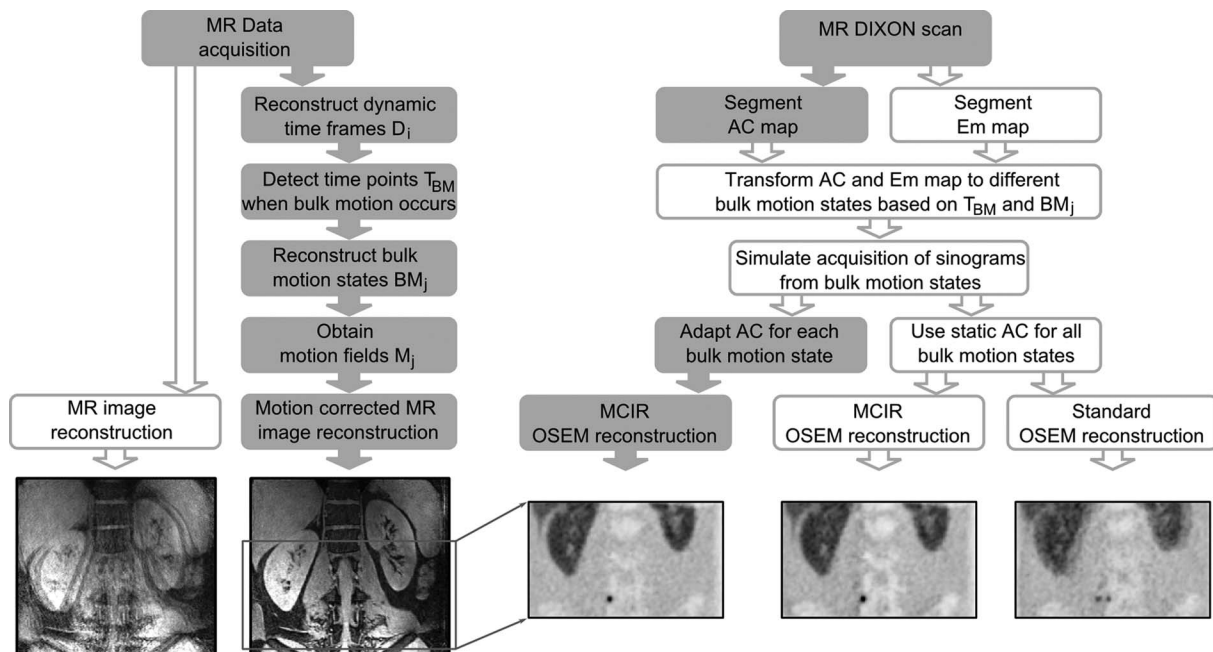 MR Data
acquisition
Reconstruct dynamic
time frames Di
Detect time points TBM
when bulk motion occurs
Reconstruct bulk
motion states BMj
Obtain
motion fields Mj
MR image
reconstruction
Motion corrected MR
image reconstruction
MR DIXON scan
Segment
AC map
Segment
Em map
Transform AC and Em map to different
bulk motion states based on TBM and BMj
Simulate acquisition of sinograms
from bulk motion states
Adapt AC for each
bulk motion state
Use static AC for all
bulk motion states
MCIR
OSEM reconstruction
MCIR
OSEM reconstruction
Standard
OSEM reconstruction